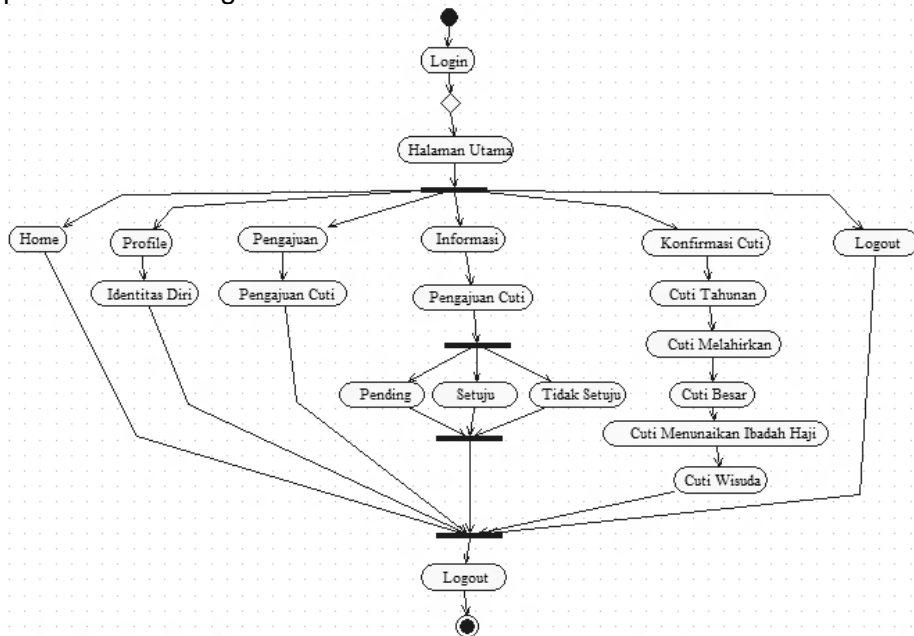 Login
Halaman Utama
Home
Profile
Pengajuan
Informasi
Konfirmasi Cuti
Logout
Identitas Diri
Pengajuan Cuti
Pengajuan Cuti
Cuti Tahunan
Cuti Melahirkan
Pending
Setuju
Tidak Setuju
Cuti Besar
Cuti Menunaikan Ibadah Haji
Cuti Wisuda
Logout